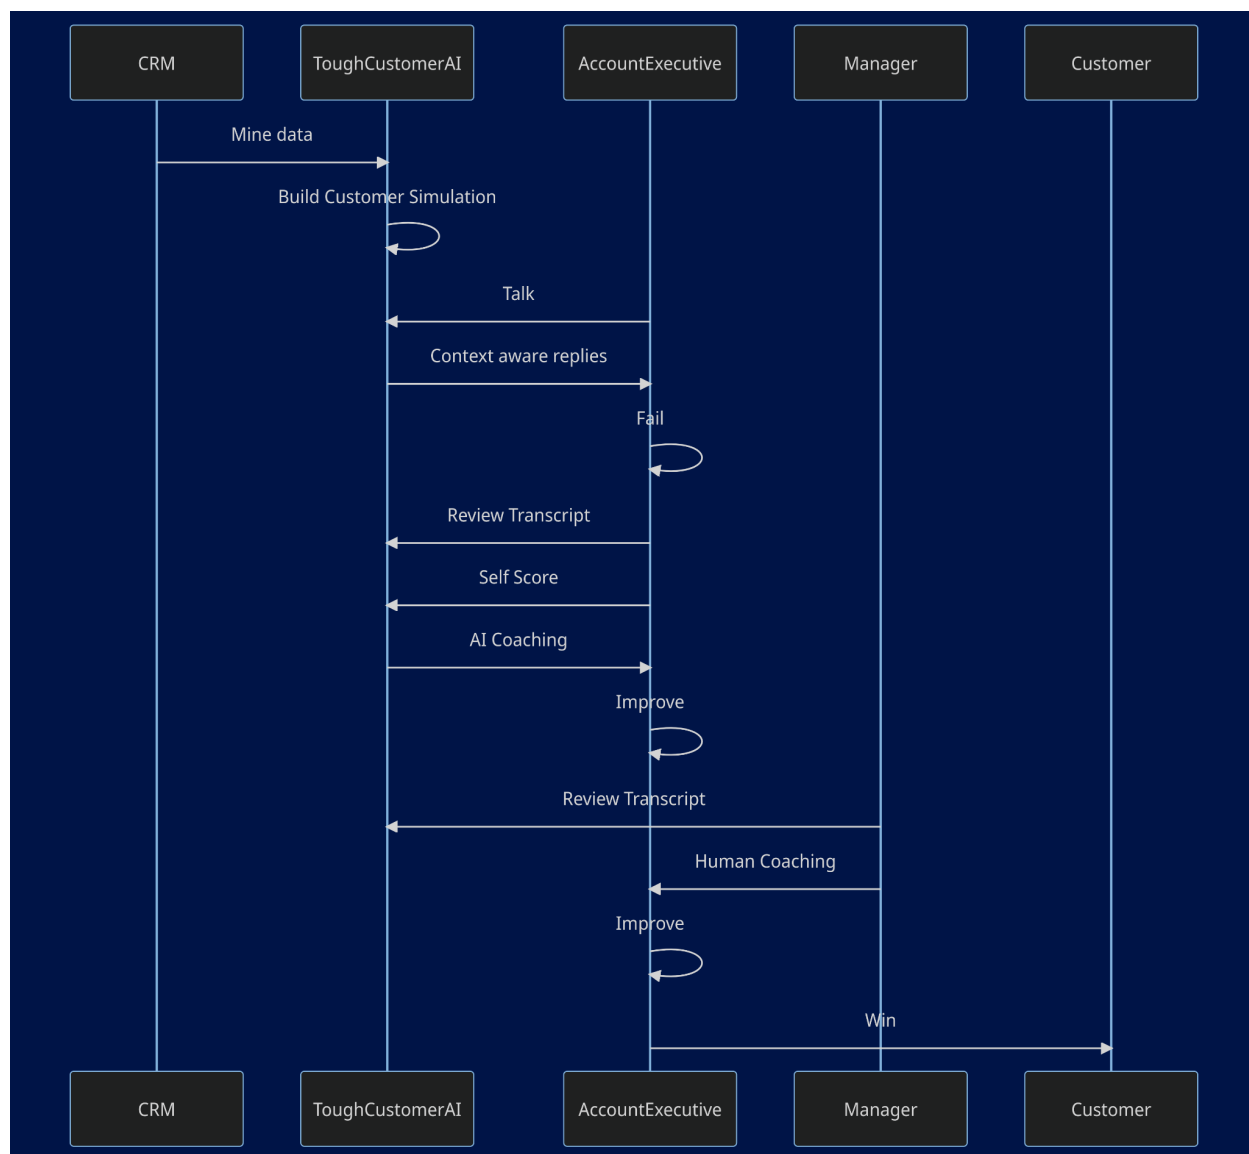 CRM
ToughCustomerAI
AccountExecutive
Manager
Customer
Mine data
Build Customer Simulation
Talk
Context aware replies
Fail
Review Transcript
Self Score
AI Coaching
Improve
Review Transcript
Human Coaching
Improve
Win
CRM
ToughCustomerAI
AccountExecutive
Manager
Customer